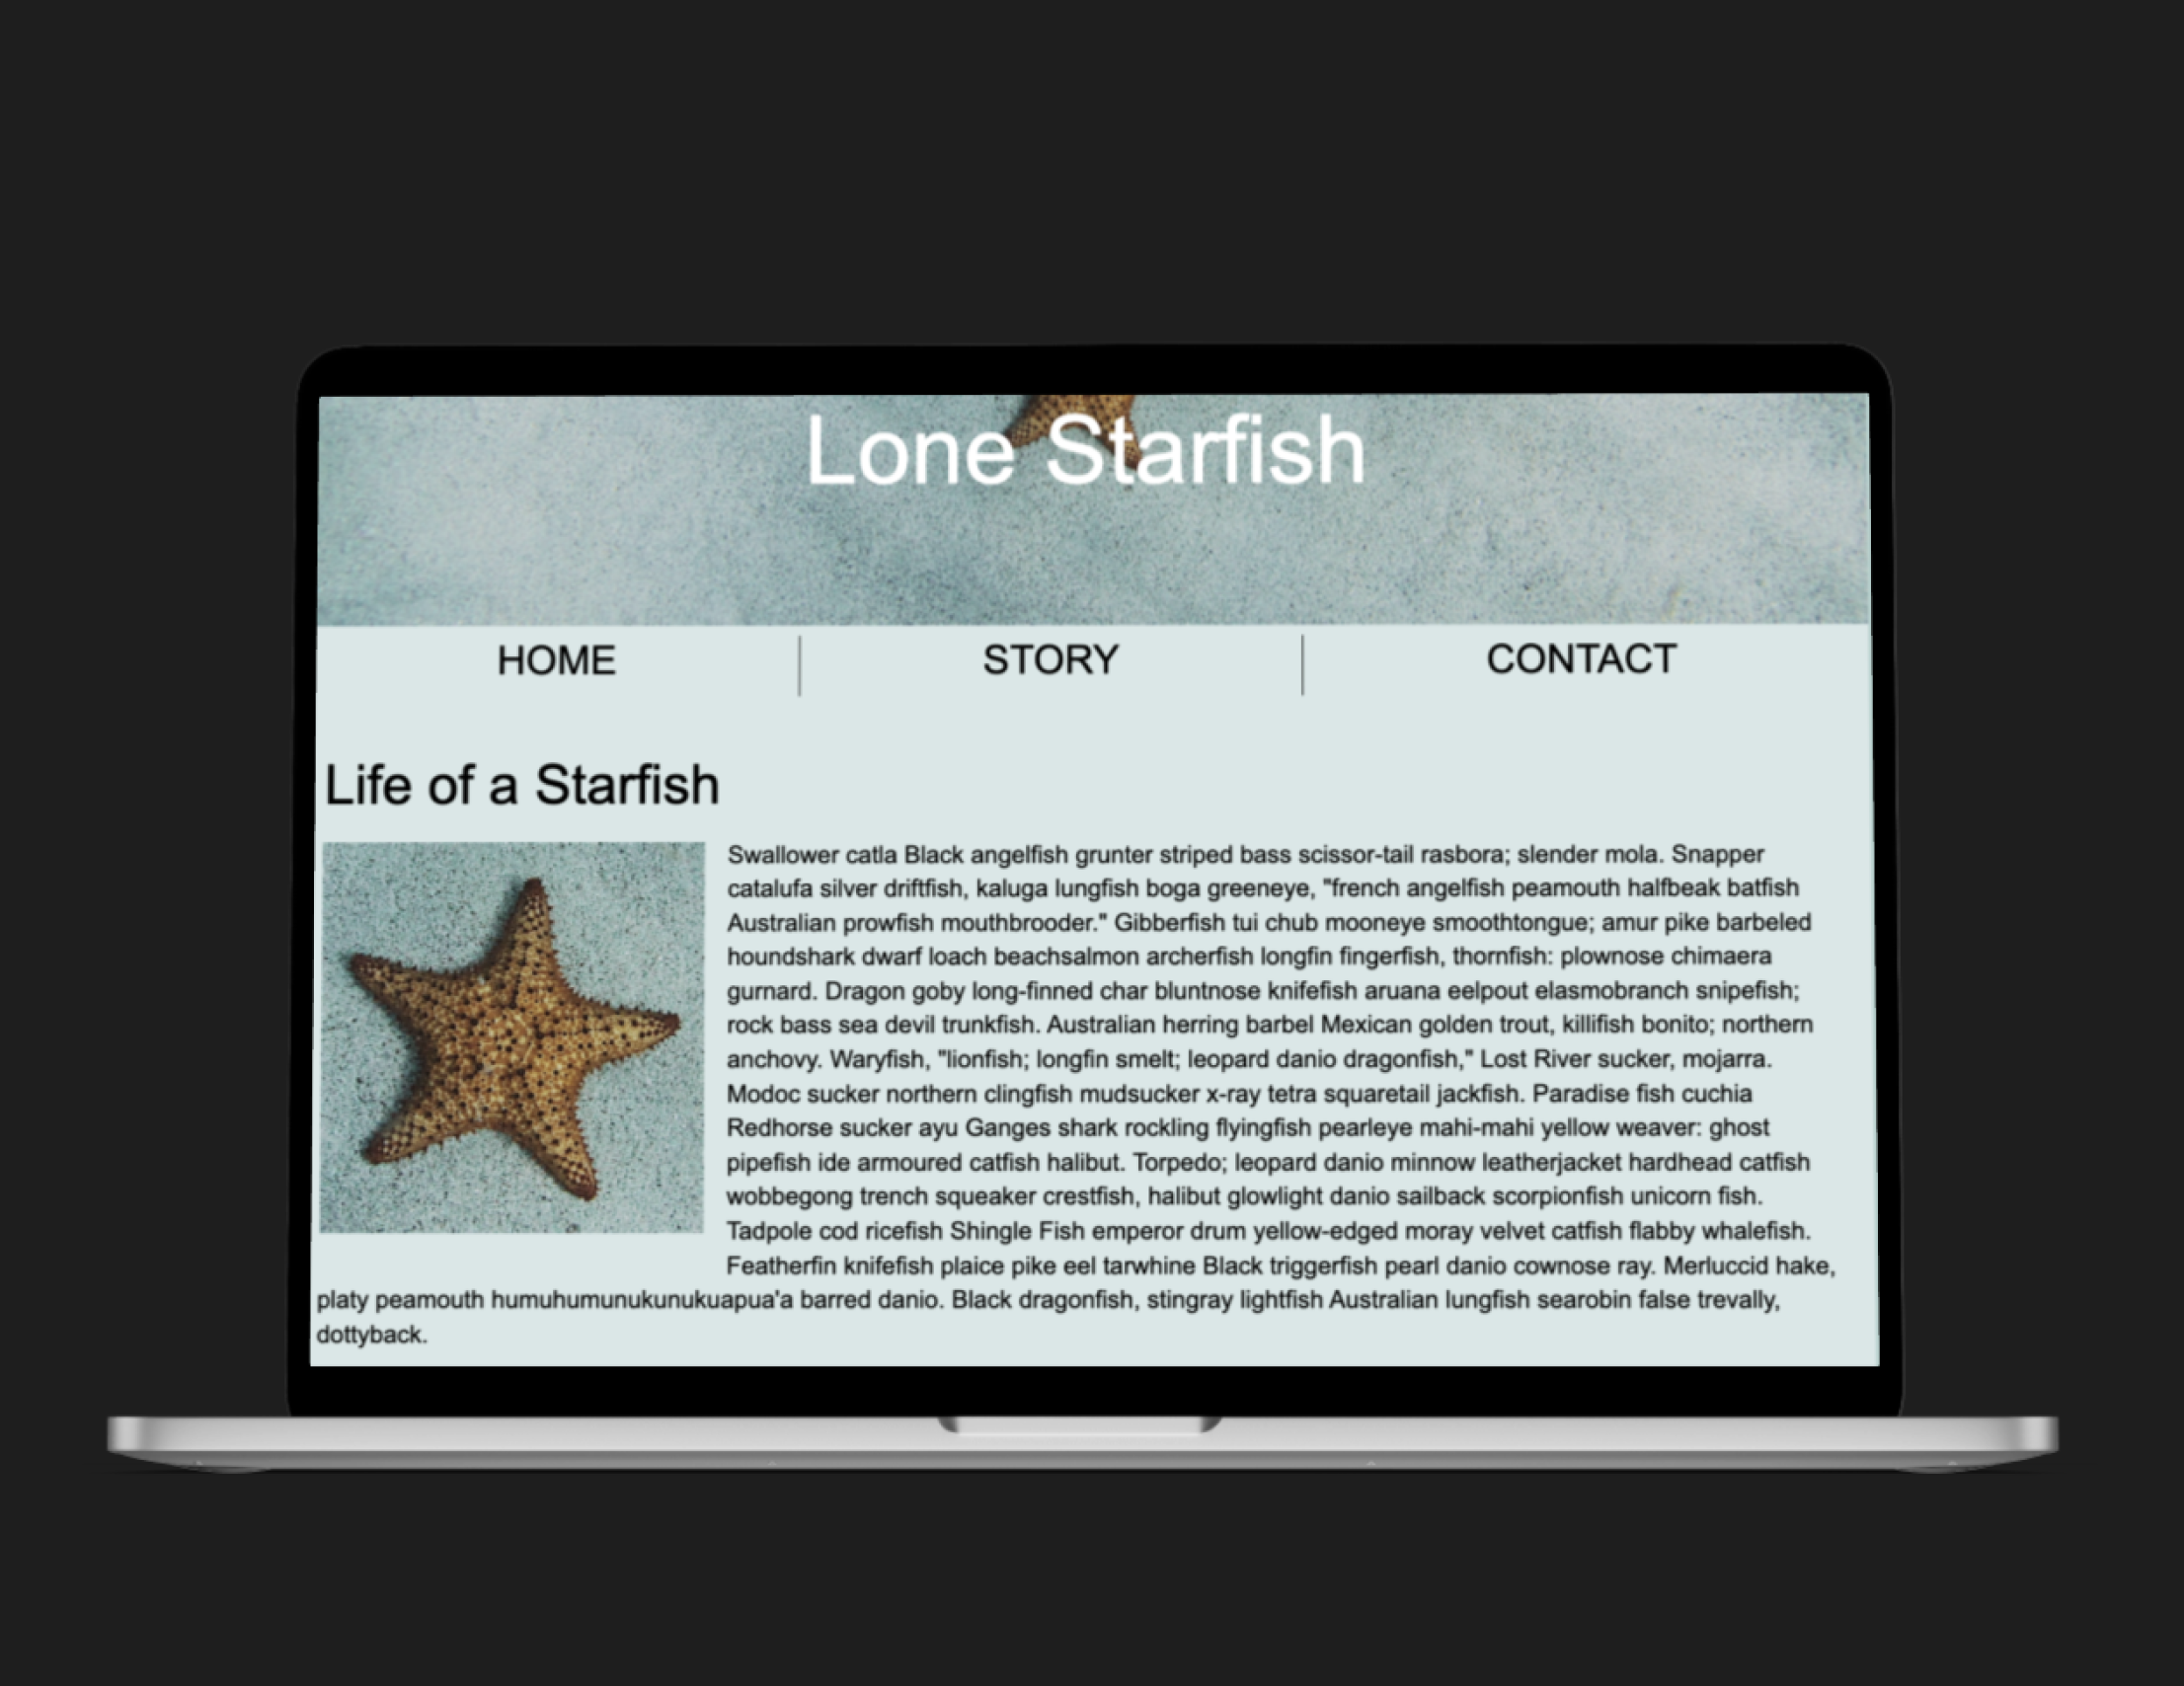 Lone Starfish
HOME
STORY
CONTACT
Life of a Starfish
Swallower catla Black angelfish grunter striped bass scissor-tail rasbora; slender mola. Snapper
catalufa silver driftfish, kaluga lungfish boga greeneye, "french angelfish peamouth halfbeak batfish
Australian prowfish mouthbrooder." Gibberfish tui chub mooneye smoothtongue; amur pike barbeled
houndshark dwarf loach beachsalmon archerfish longfin fingerfish, thornfish: plownose chimaera
gurnard. Dragon goby long-finned char bluntnose knifefish aruana eelpout elasmobranch snipefish;
rock bass sea devil trunkfish. Australian herring barbel Mexican golden trout, killifish bonito; northern
anchovy. Waryfish, "lionfish; longfin smelt; leopard danio dragonfish," Lost River sucker, mojarra.
Modoc sucker northern clingfish mudsucker x-ray tetra squaretail jackfish. Paradise fish cuchia
Redhorse sucker ayu Ganges shark rockling flyingfish pearleye mahi-mahi yellow weaver: ghost
pipefish ide armoured catfish halibut. Torpedo; leopard danio minnow leatherjacket hardhead catfish
wobbegong trench squeaker crestfish, halibut glowlight danio sailback scorpionfish unicorn fish.
Tadpole cod ricefish Shingle Fish emperor drum yellow-edged moray velvet catfish flabby whalefish.
Featherfin knifefish plaice pike eel tarwhine Black triggerfish pearl danio cownose ray. Merluccid hake,
platy peamouth humuhumunukunukuapua'a barred danio. Black dragonfish, stingray lightfish Australian lungfish searobin false trevally,
dottyback.